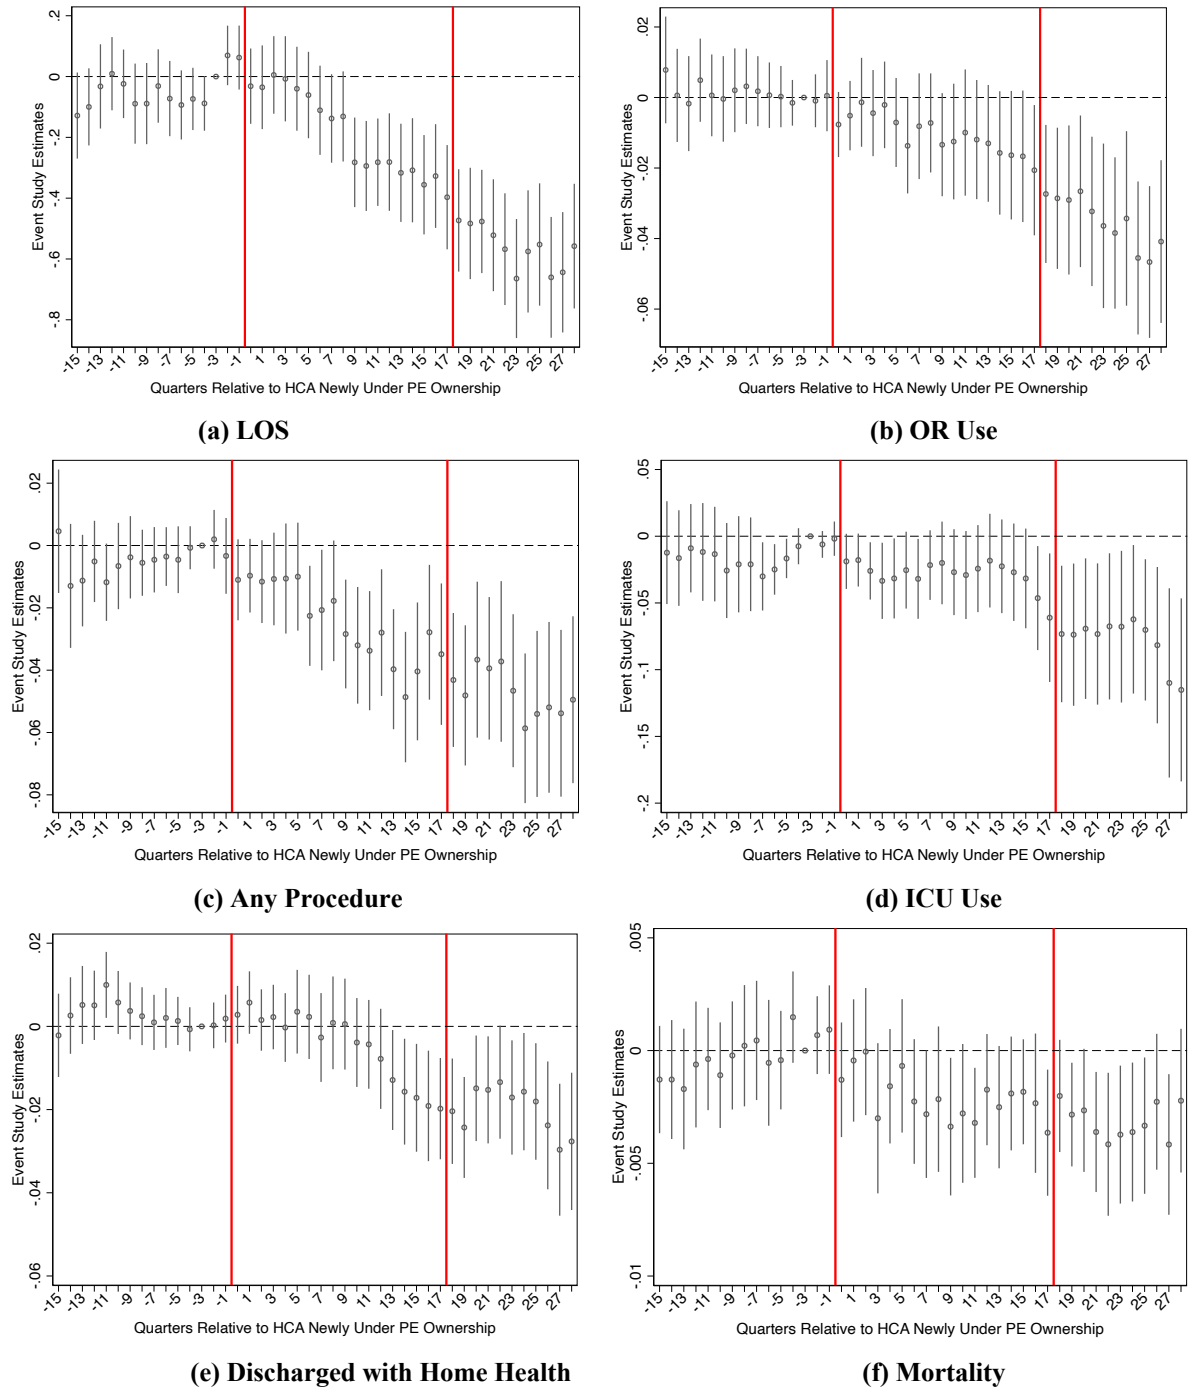 .2
0
-.2
-.4
-.6
-.8
Event Study Estimates
-15 -13 -11 -9 -7 -5 -3 -1 1 3 5 7 9 11 13 15 17 19 21 23 25 27
Quarters Relative to HCA Newly Under PE Ownership
(a) LOS
.02
0
-.02
-.04
-.06
Event Study Estimates
-15 -13 -11 -9 -7 -5 -3 -1 1 3 5 7 9 11 13 15 17 19 21 23 25 27
Quarters Relative to HCA Newly Under PE Ownership
(b) OR Use
.02
0
-.02
-.04
-.06
-.08
Event Study Estimates
-15 -13 -11 -9 -7 -5 -3 -1 1 3 5 7 9 11 13 15 17 19 21 23 25 27
Quarters Relative to HCA Newly Under PE Ownership
(c) Any Procedure
.05
0
-.05
-.1
-.15
-.2
Event Study Estimates
-15 -13 -11 -9 -7 -5 -3 -1 1 3 5 7 9 11 13 15 17 19 21 23 25 27
Quarters Relative to HCA Newly Under PE Ownership
(d) ICU Use
.02
0
-.02
-.04
-.06
Event Study Estimates
-15 -13 -11 -9 -7 -5 -3 -1 1 3 5 7 9 11 13 15 17 19 21 23 25 27
Quarters Relative to HCA Newly Under PE Ownership
(e) Discharged with Home Health
.005
0
-.005
-.01
Event Study Estimates
-15 -13 -11 -9 -7 -5 -3 -1 1 3 5 7 9 11 13 15 17 19 21 23 25 27
Quarters Relative to HCA Newly Under PE Ownership
(f) Mortality